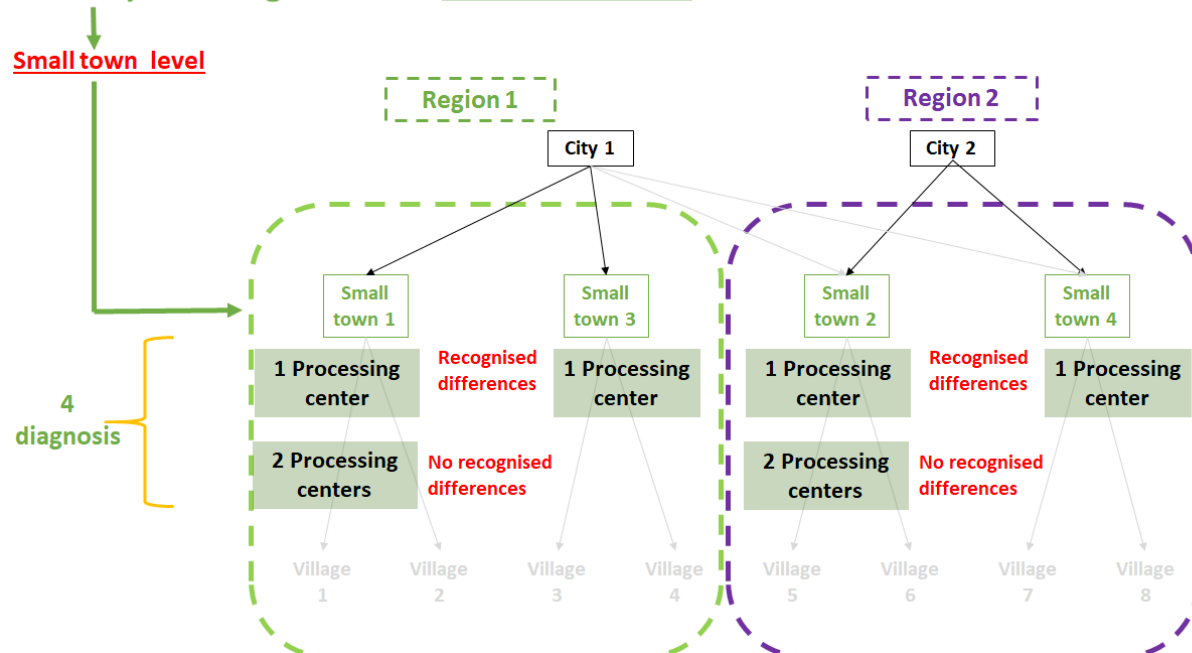 Small town level
Region 1
Region 2
City 1
City 2
Small
town 1
Small
town 3
Small
town 2
Small
town 4
1 Processing
center
Recognised
differences
1 Processing
center
1 Processing
center
Recognised
differences
1 Processing
center
4
diagnosis
2 Processing
centers
No recognised
differences
2 Processing
centers
No recognised
differences
Village
1
Village
2
Village
3
Village
4
Village
5
Village
6
Village
7
Village
8